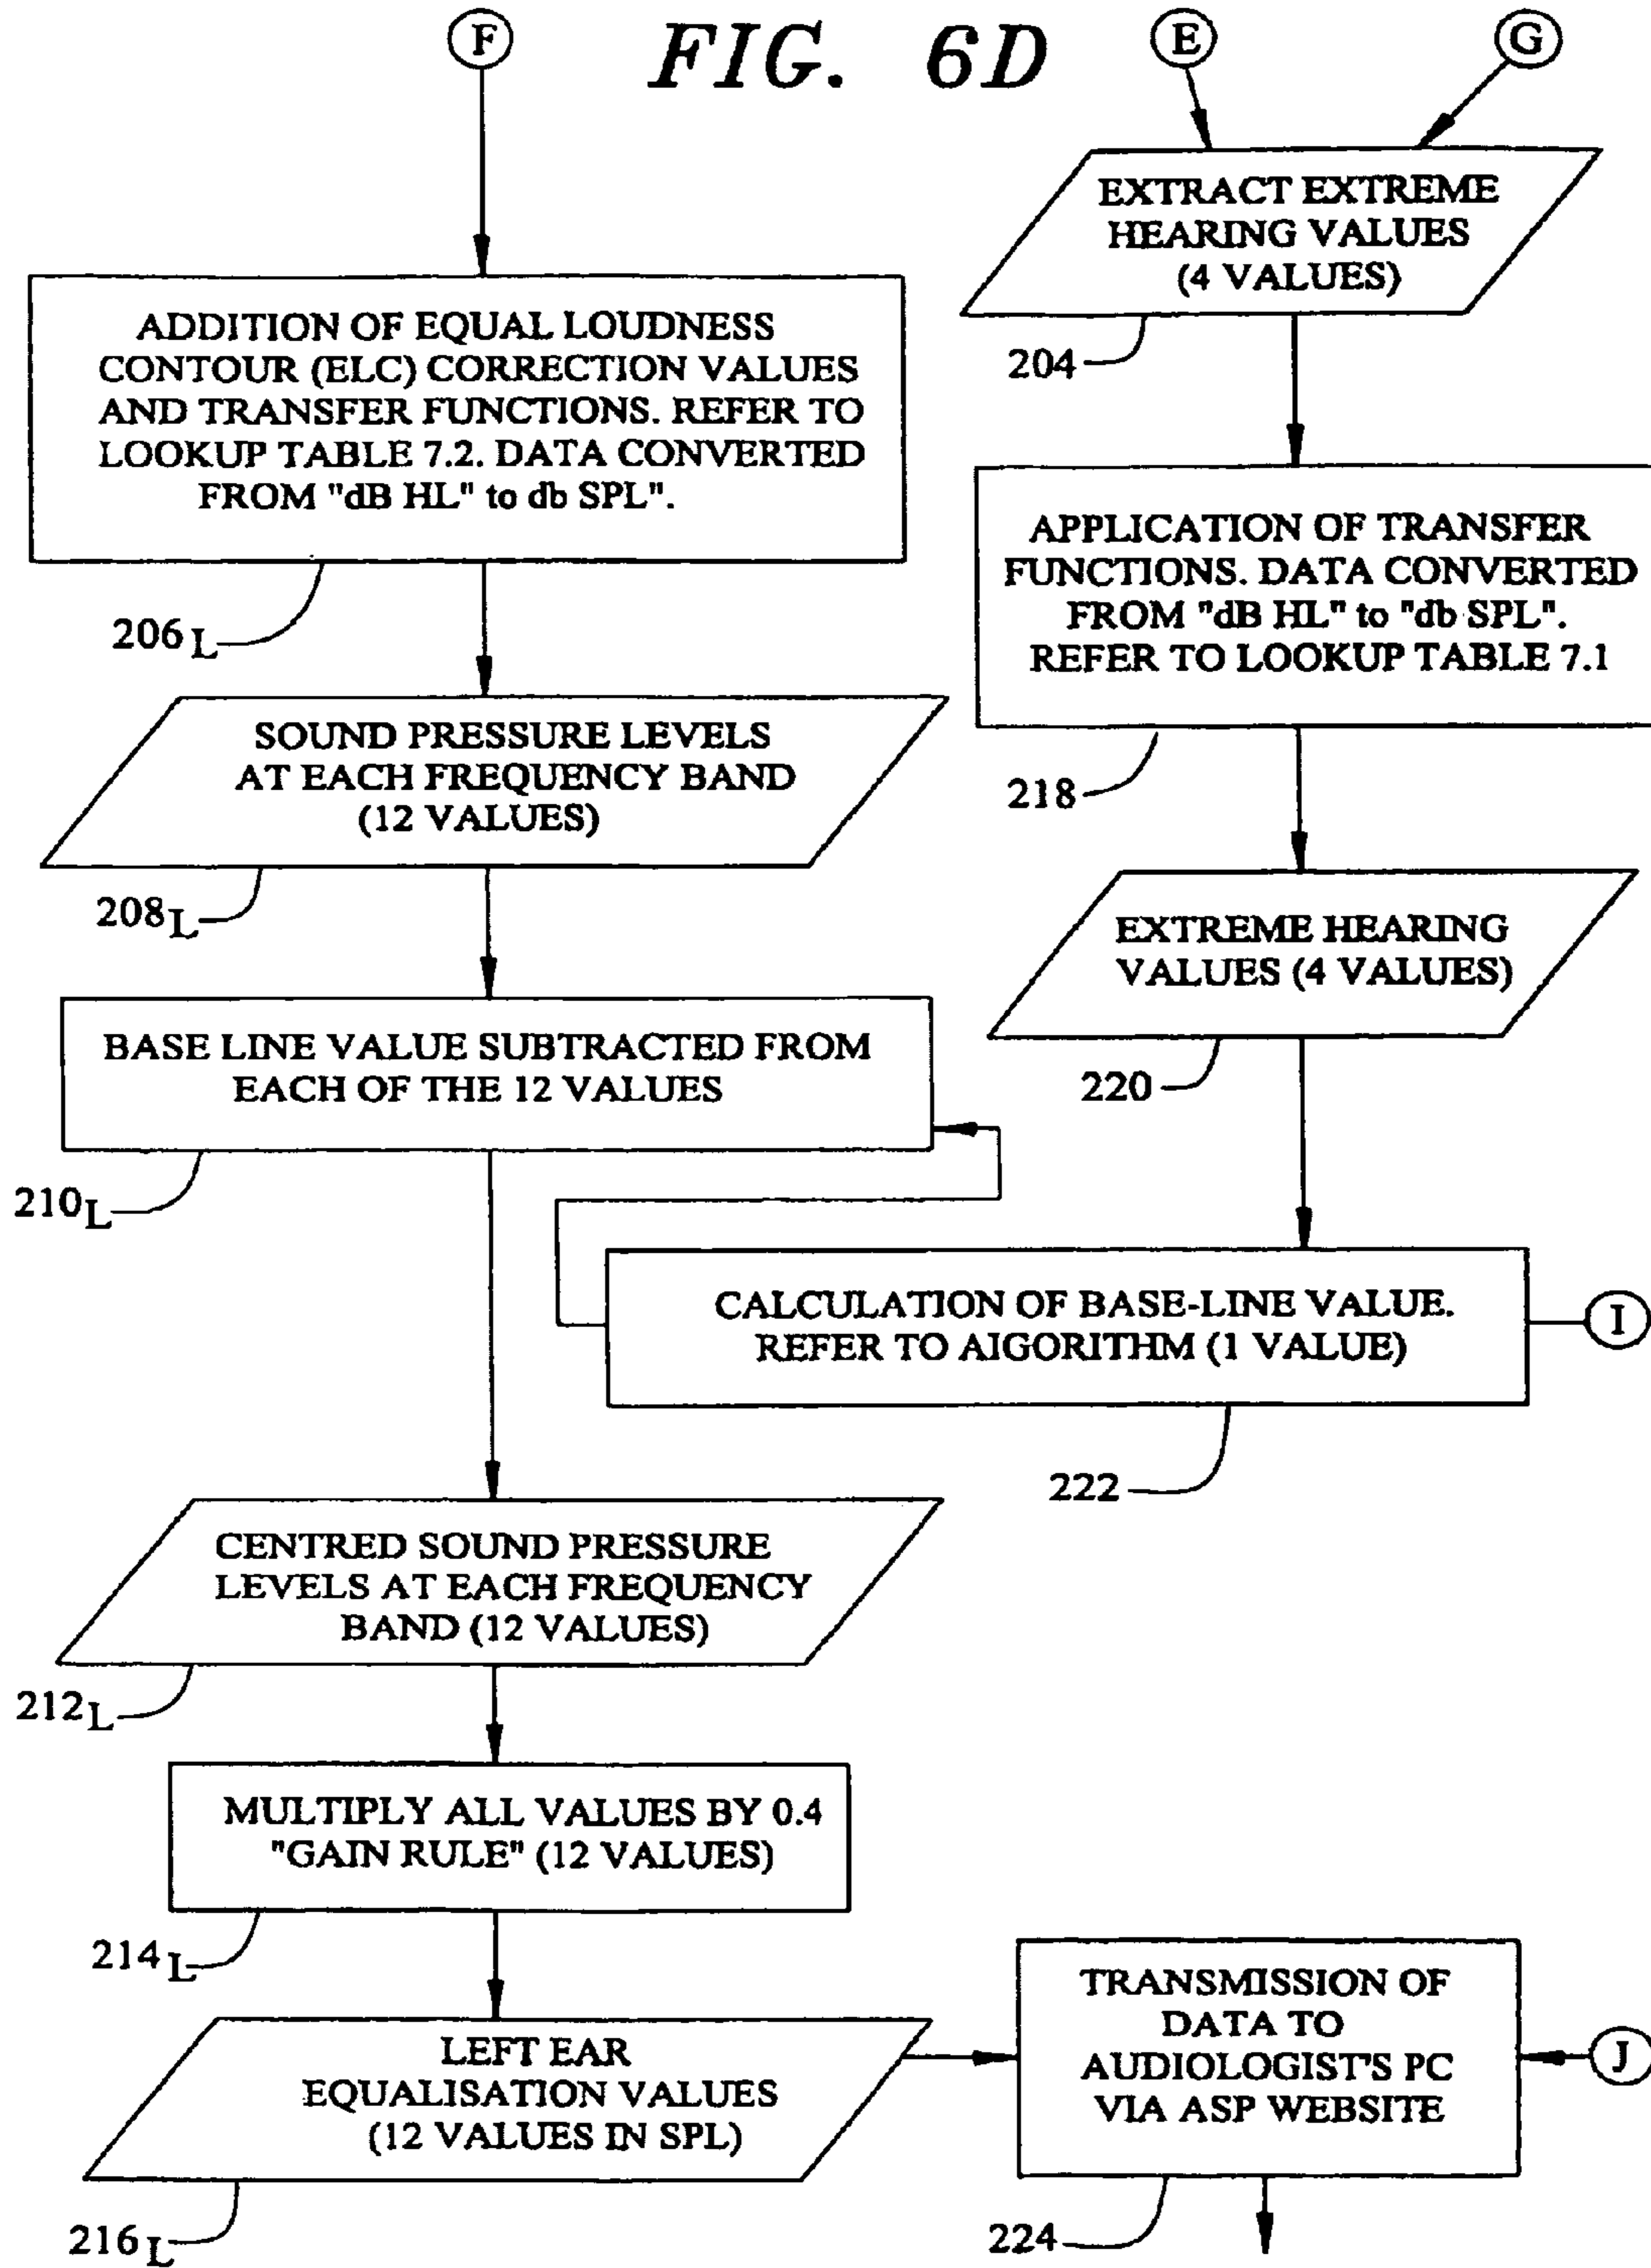 FIG. 6D
F
E
G
EXTRACT EXTREME
HEARING VALUES
(4 VALUES)
204
ADDITION OF EQUAL LOUDNESS
CONTOUR (ELC) CORRECTION VALUES
AND TRANSFER FUNCTIONS. REFER TO
LOOKUP TABLE 7.2. DATA CONVERTED
FROM "dB HL" to db SPL".
206L
APPLICATION OF TRANSFER
FUNCTIONS. DATA CONVERTED
FROM "dB HL" to "db SPL".
REFER TO LOOKUP TABLE 7.1
218
SOUND PRESSURE LEVELS
AT EACH FREQUENCY BAND
(12 VALUES)
208L
EXTREME HEARING
VALUES (4 VALUES)
220
BASE LINE VALUE SUBTRACTED FROM
EACH OF THE 12 VALUES
210L
CALCULATION OF BASE-LINE VALUE.
REFER TO AIGORITHM (1 VALUE)
I
222
CENTRED SOUND PRESSURE
LEVELS AT EACH FREQUENCY
BAND (12 VALUES)
212L
MULTIPLY ALL VALUES BY 0.4
"GAIN RULE" (12 VALUES)
214L
LEFT EAR
EQUALISATION VALUES
(12 VALUES IN SPL)
216L
TRANSMISSION OF
DATA TO
AUDIOLOGIST'S PC
VIA ASP WEBSITE
J
224